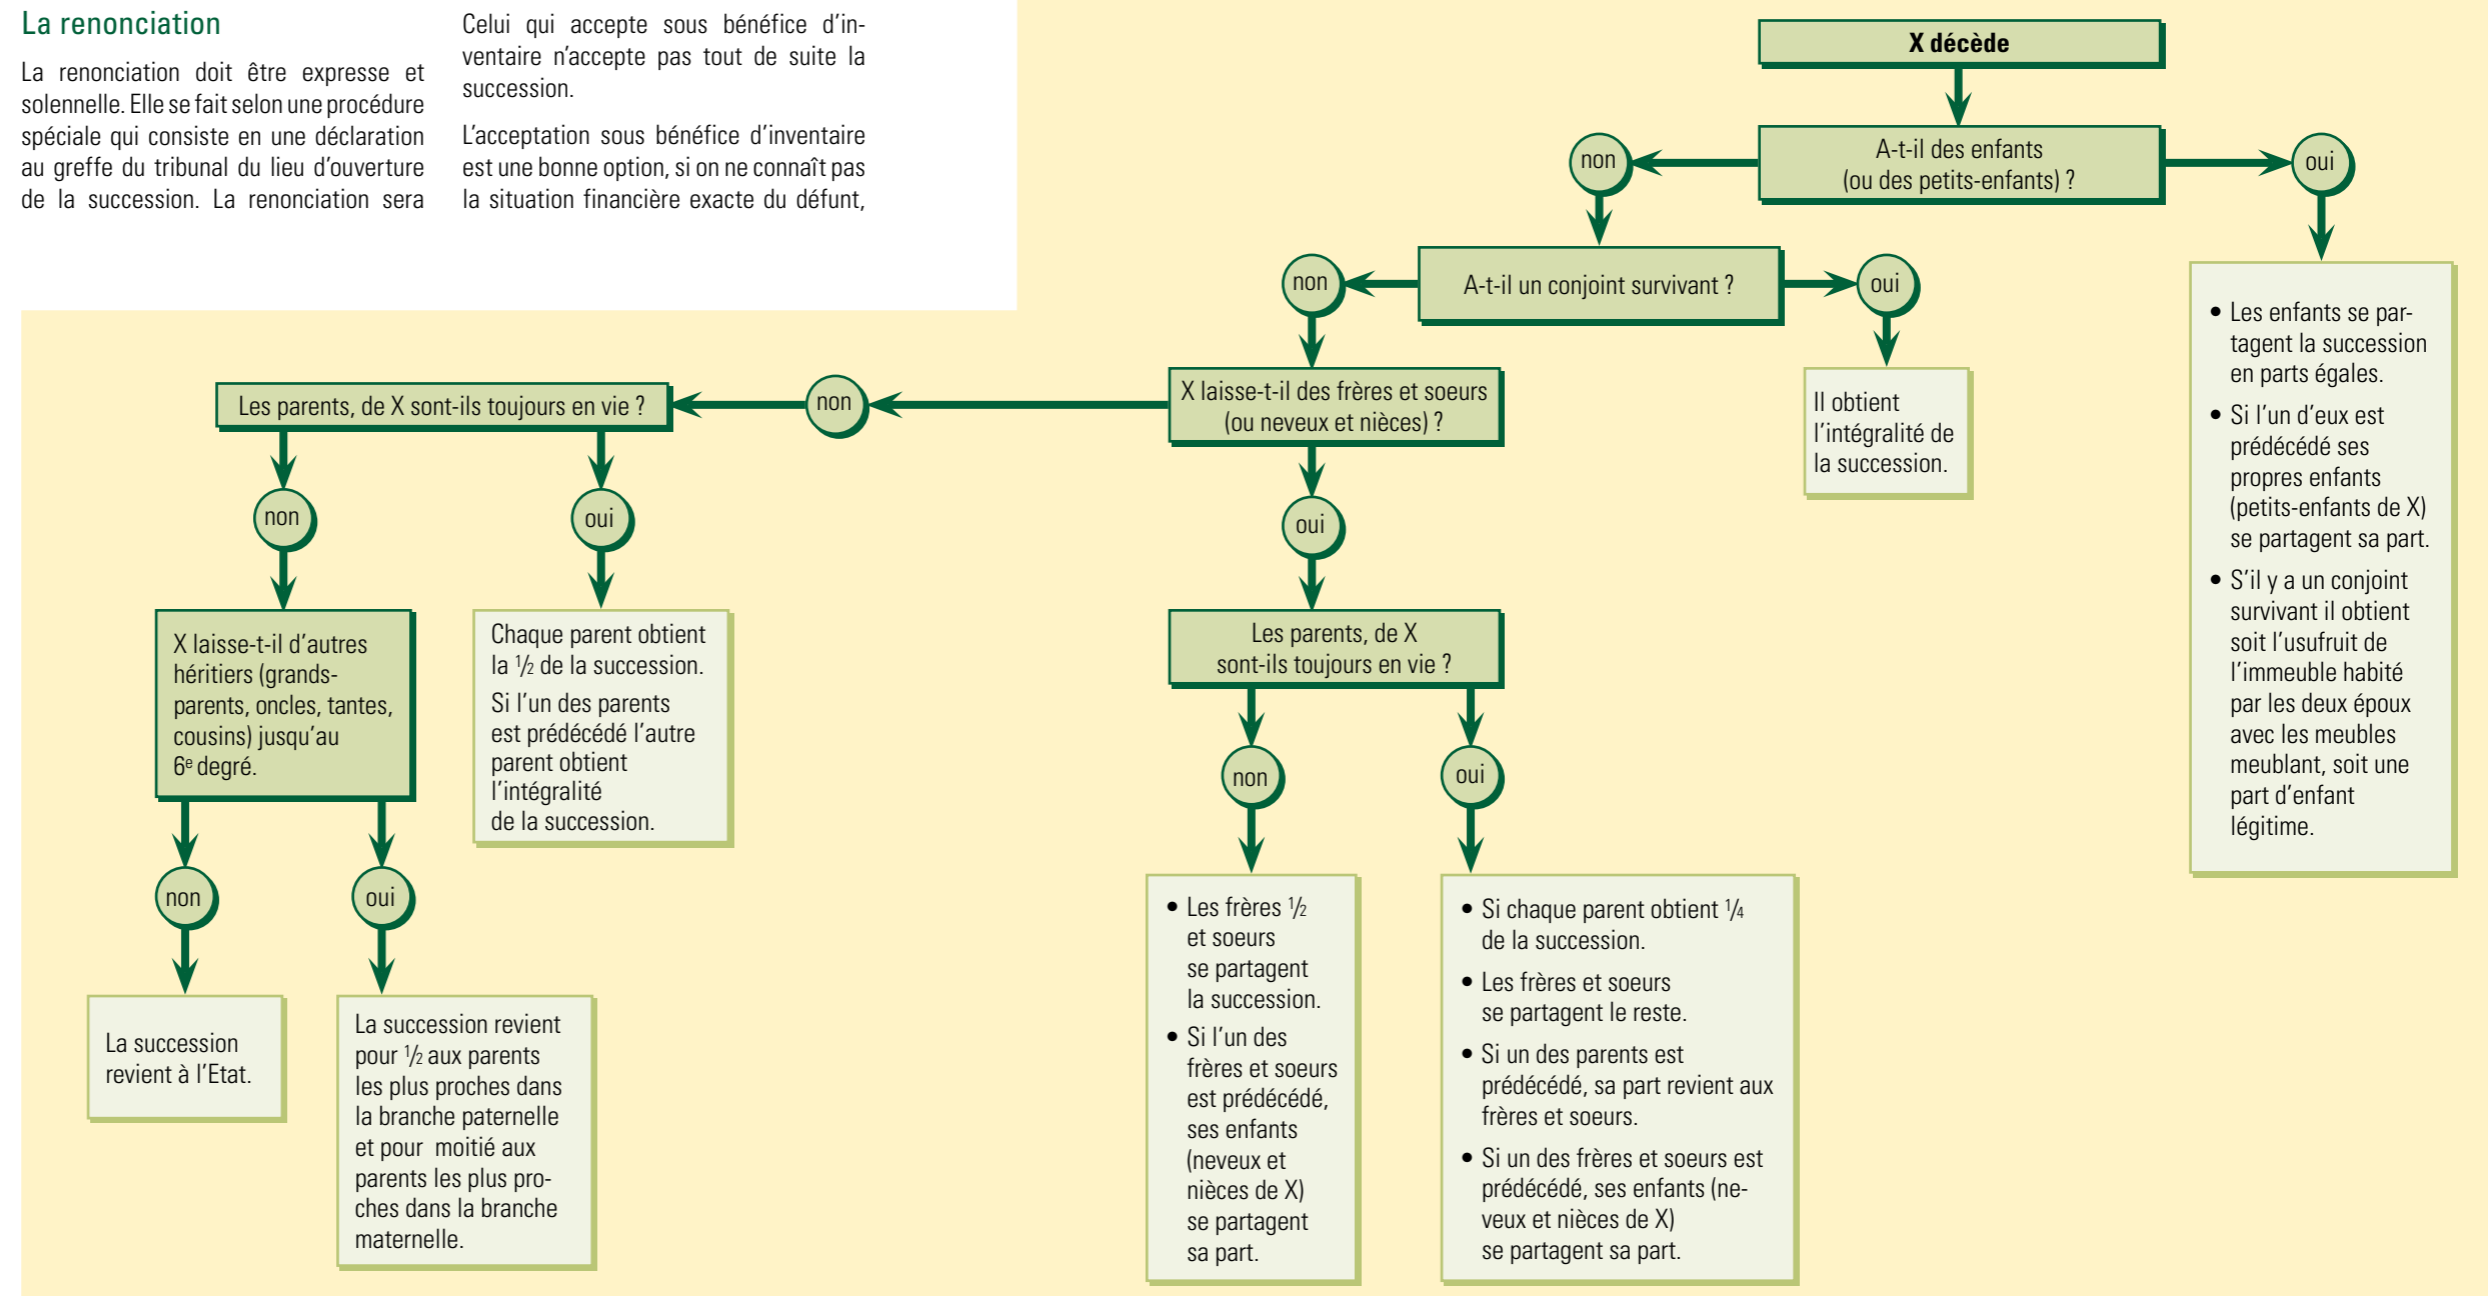 La renonciation
La renonciation doit être expresse et
solennelle. Elle se fait selon une procédure
spéciale qui consiste en une déclaration
au greffe du tribunal du lieu d'ouverture
de la succession. La renonciation sera
Celui qui accepte sous bénéfice d'in-
ventaire n'accepte pas tout de suite la
succession.
L'acceptation sous bénéfice d'inventaire
est une bonne option, si on ne connaît pas
la situation financière exacte du défunt,
X décède
A-t-il des enfants
(ou des petits-enfants) ?
non
oui
A-t-il un conjoint survivant ?
non
oui
• Les enfants se par-
tagent la succession
en parts égales.
• Si l'un d'eux est
prédécédé ses
propres enfants
(petits-enfants de X)
se partagent sa part.
• S'il y a un conjoint
survivant il obtient
soit l'usufruit de
l'immeuble habité
par les deux époux
avec les meubles
meublant, soit une
part d'enfant
légitime.
Il obtient
l'intégralité de
la succession.
X laisse-t-il des frères et soeurs
(ou neveux et nièces) ?
non
Les parents, de X sont-ils toujours en vie ?
non
oui
oui
X laisse-t-il d'autres
héritiers (grands-
parents, oncles, tantes,
cousins) jusqu'au
6e degré.
Chaque parent obtient
la 1/2 de la succession.
Si l'un des parents
est prédécédé l'autre
parent obtient
l'intégralité
de la succession.
Les parents, de X
sont-ils toujours en vie ?
non
oui
non
oui
La succession
revient à l'Etat.
La succession revient
pour 1/2 aux parents
les plus proches dans
la branche paternelle
et pour moitié aux
parents les plus pro-
ches dans la branche
maternelle.
• Les frères 1/2
et soeurs
se partagent
la succession.
• Si l'un des
frères et soeurs
est prédécédé,
ses enfants
(neveux et
nièces de X)
se partagent
sa part.
• Si chaque parent obtient 1/4
de la succession.
• Les frères et soeurs
se partagent le reste.
• Si un des parents est
prédécédé, sa part revient aux
frères et soeurs.
• Si un des frères et soeurs est
prédécédé, ses enfants (ne-
veux et nièces de X)
se partagent sa part.